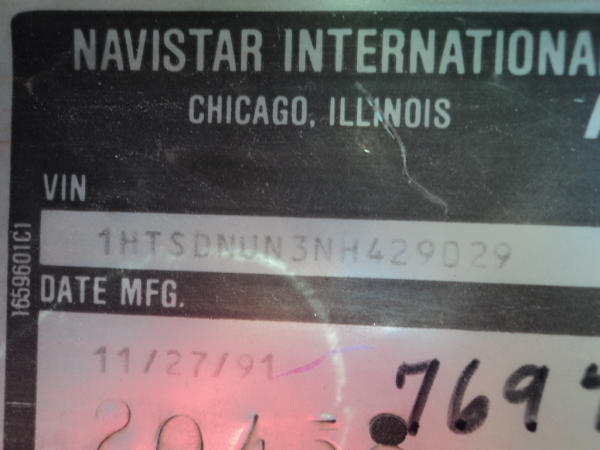 NAVISTAR INTERNATIONA
CHICAGO, ILLINOIS
VIN
1HTSDNUN3NH429029
1659601C1
DATE MFG.
11/27/91
769